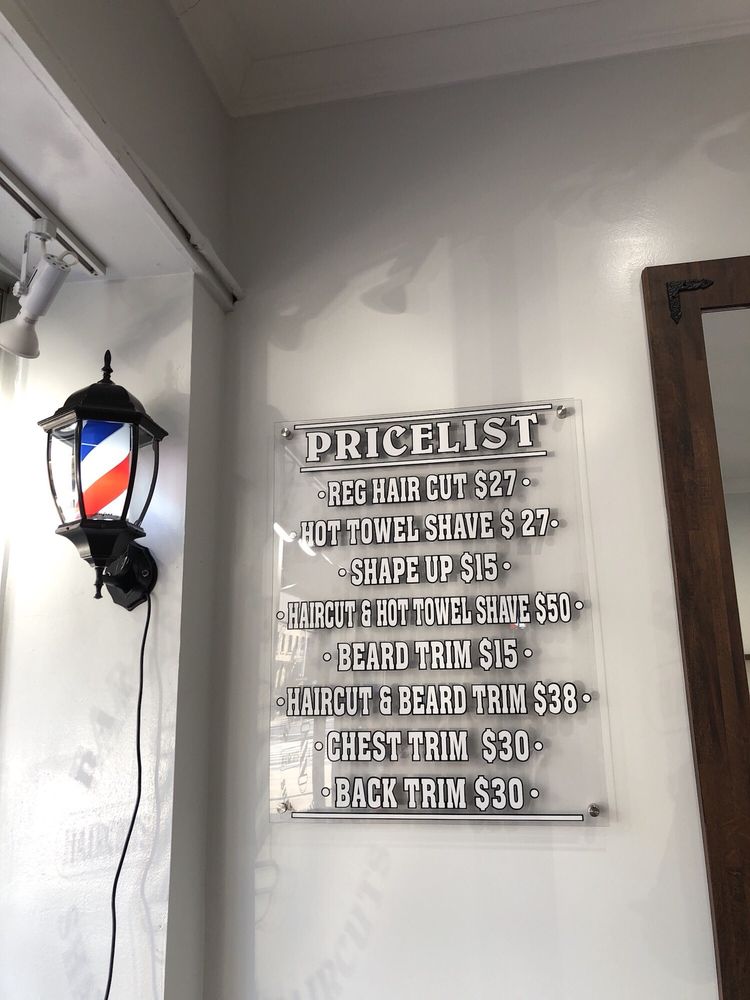 PRICELIST
•REG HAIR CUT $27•
•HOT TOWEL SHAVE $ 27•
•SHAPE UP $15•
•HAIRCUT & HOT TOWEL SHAVE $50•
•BEARD TRIM $15•
•HAIRCUT & BEARD TRIM $38•
•CHEST TRIM $30•
•BACK TRIM $30•